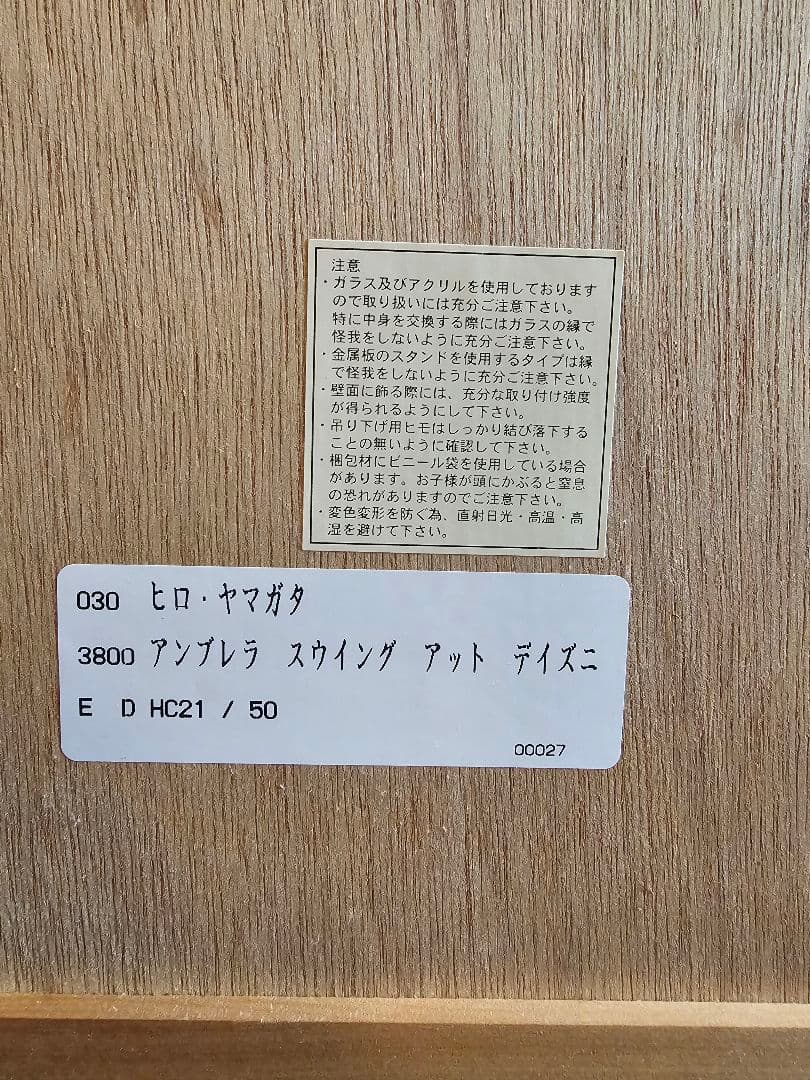 注意
・ガラス及びアクリルを使用しております
ので取り扱いには充分ご注意下さい。
特に中身を交換する際にはガラスの縁で
怪我をしないように充分ご注意下さい。
・金属板のスタンドを使用するタイプは縁
で怪我をしないように充分ご注意下さい。
・壁面に飾る際には、充分な取り付け強度
が得られるようにして下さい。
・吊り下げ用ヒモはしっかり結び落下する
ことの無いように確認して下さい。
・梱包材にビニール袋を使用している場合
があります。お子様が頭にかぶると窒息
の恐れがありますのでご注意下さい。
・変色変形を防ぐ為、直射日光・高温・高
湿を避けて下さい。
030 ヒロ・ヤマガタ
3800 アンブレラ スウイング アット デイズニ
E D HC21 / 50
00027